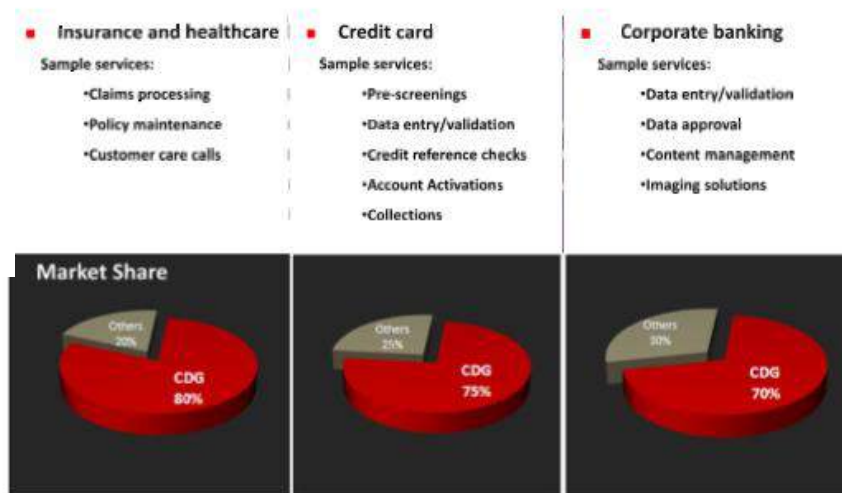 Insurance and healthcare
Sample services:
•Claims processing
•Policy maintenance
•Customer care calls
Credit card
Sample services:
•Pre-screenings
•Data entry/validation
•Credit reference checks
•Account Activations
•Collections
Corporate banking
Sample services:
•Data entry/validation
•Data approval
•Content management
•Imaging solutions
Market Share
Others
20%
CDG
80%
Others
25%
CDG
75%
Others
30%
CDG
70%